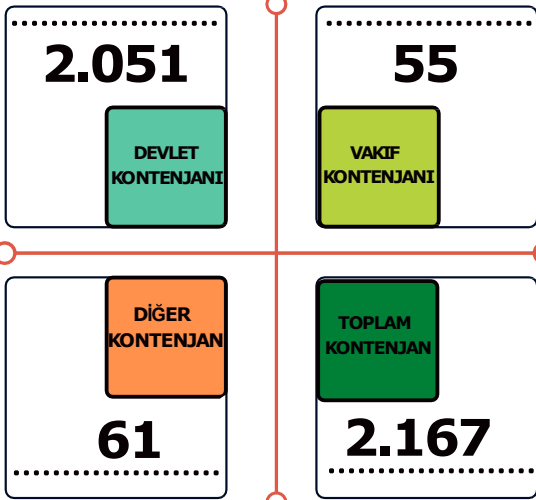 2.051
DEVLET
KONTENJANI
55
VAKIF
KONTENJANI
DİĞER
KONTENJAN
61
TOPLAM
KONTENJAN
2.167